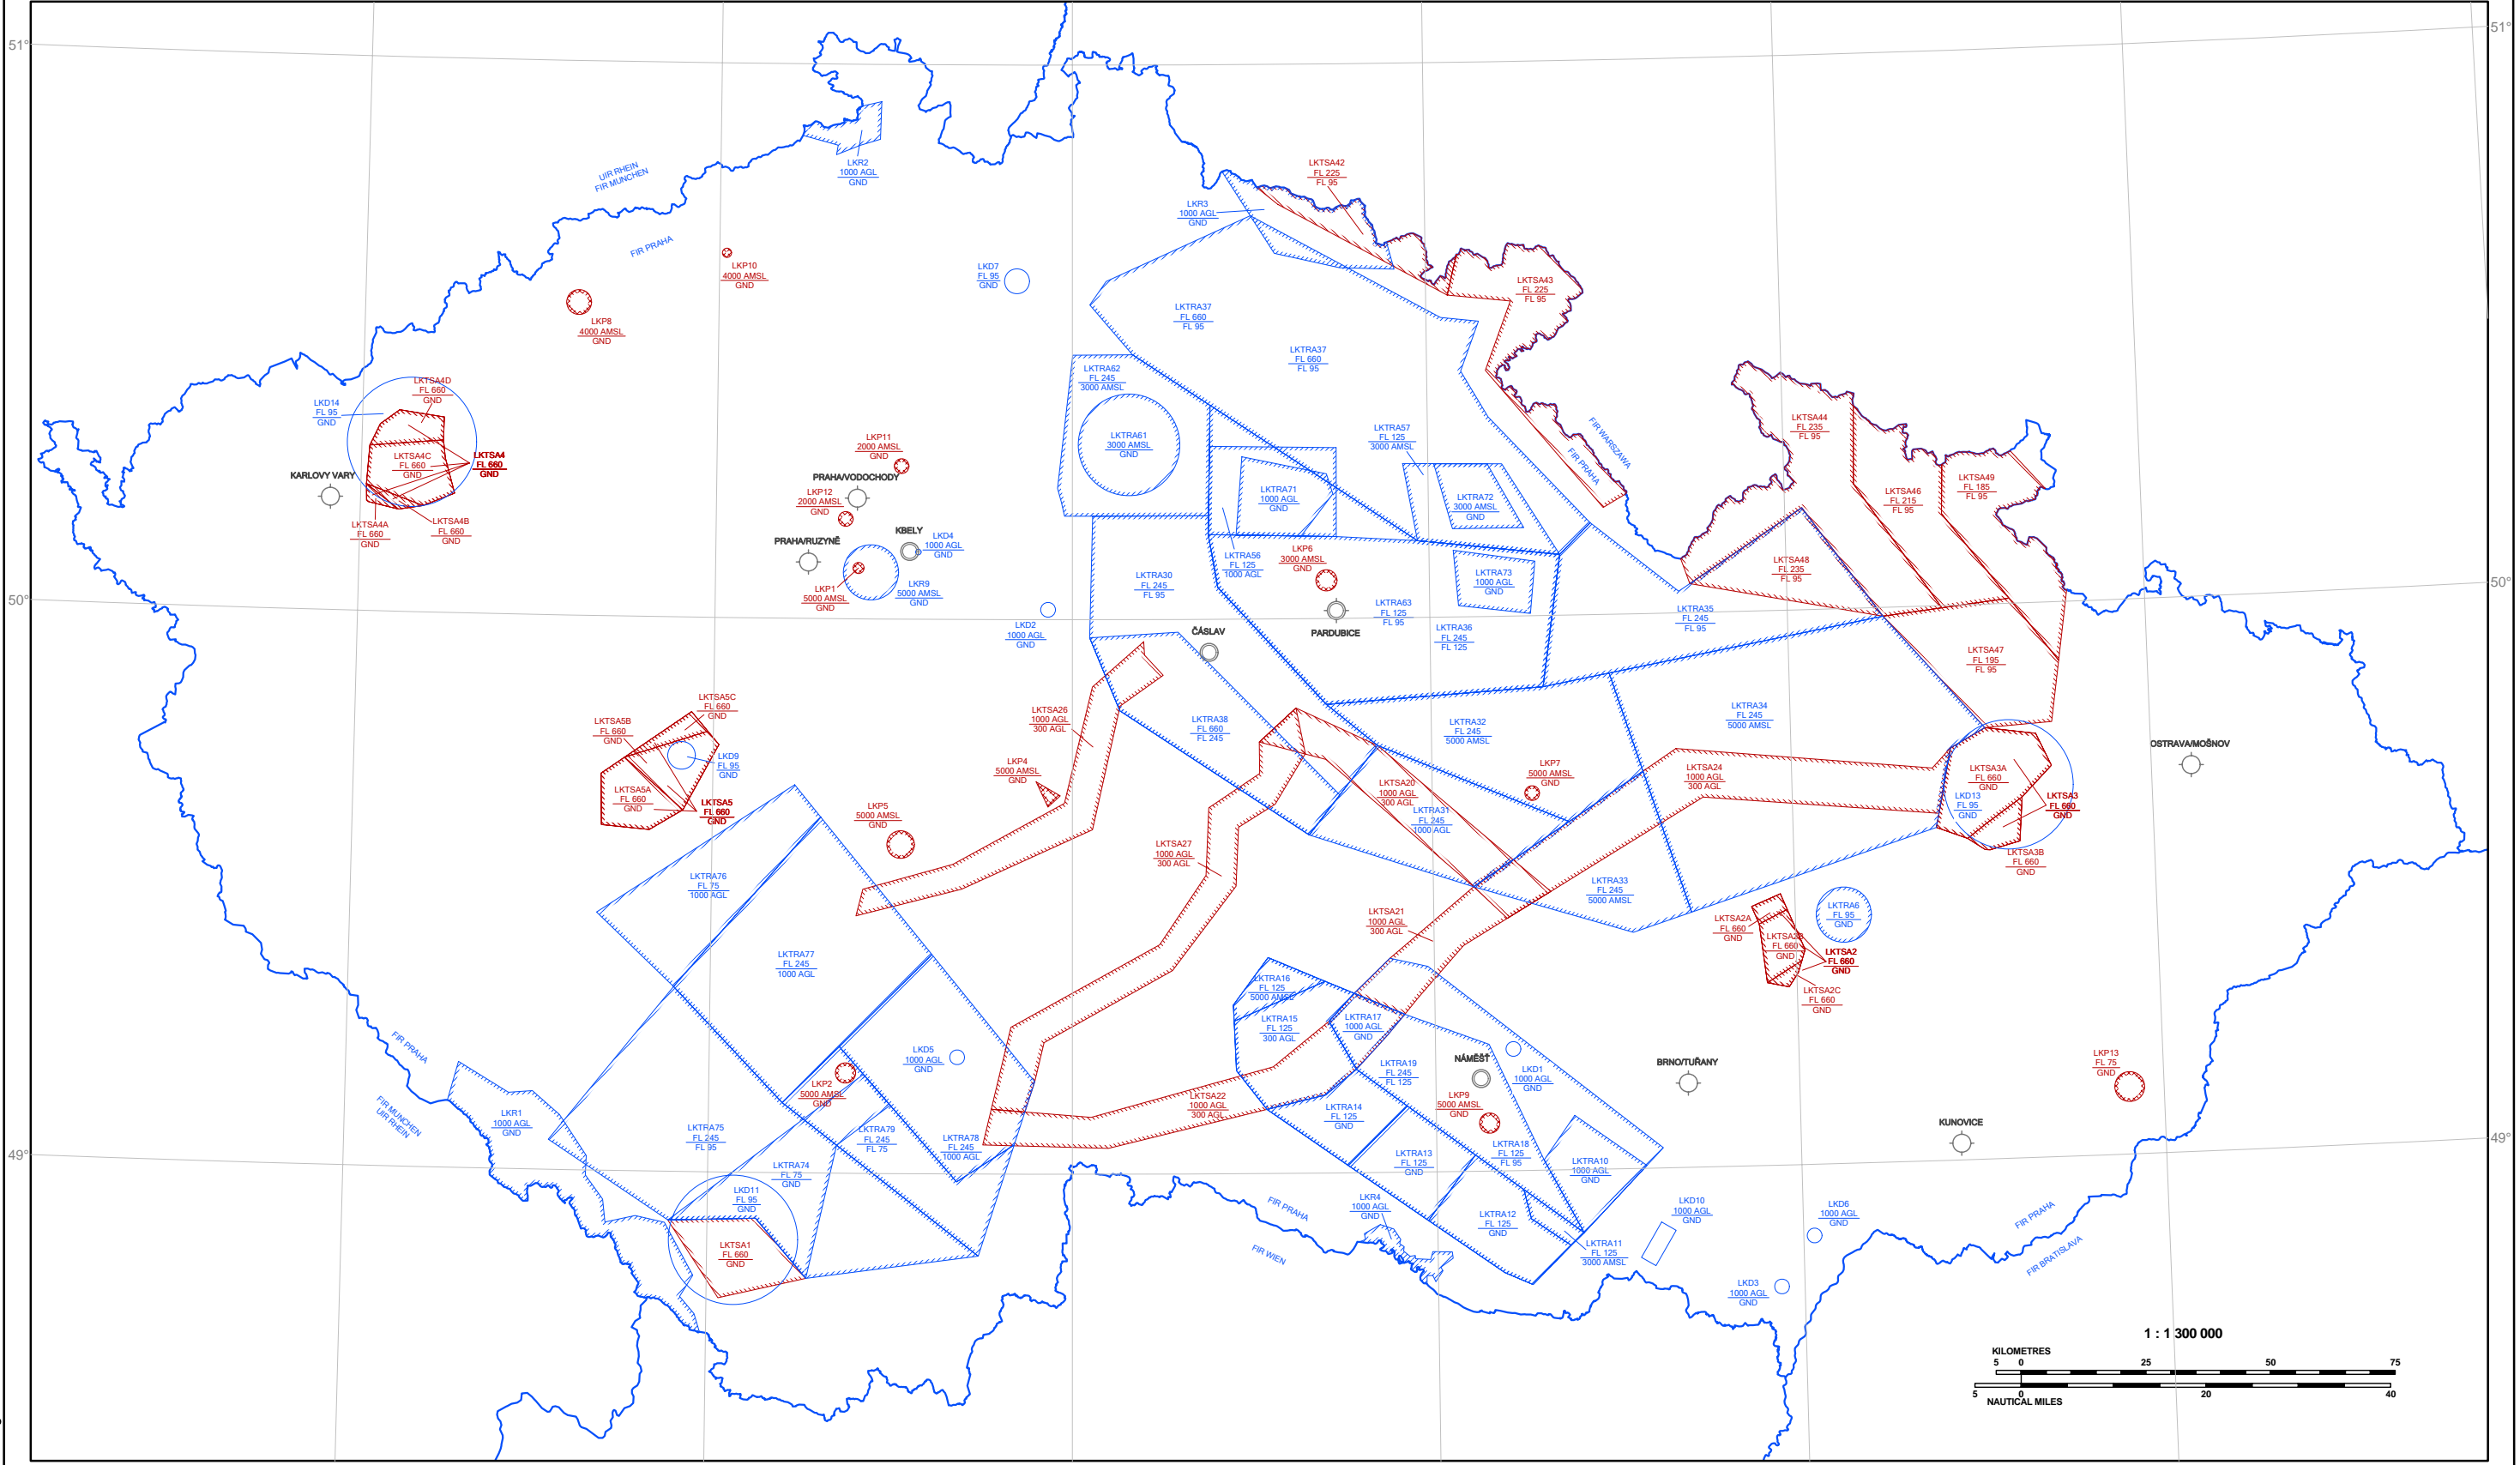 51°
51°
UIR RHEIN
FIR MUNCHEN
FIR PRAHA
LKR2
1000 AGL
GND
LKTSA42
FL 225
FL 95
LKR3
1000 AGL
GND
LKP10
4000 AMSL
GND
LKD7
FL 95
GND
LKTSA43
FL 225
FL 95
LKP8
4000 AMSL
GND
LKTRA37
FL 660
FL 95
LKTRA37
FL 660
FL 95
LKTRA62
FL 245
3000 AMSL
LKTSA4D
FL 660
GND
LKD14
FL 95
GND
LKTSA4C
FL 660
GND
LKTSA4
FL 660
GND
KARLOVY VARY
LKTSA4A
FL 660
GND
LKTSA4B
FL 660
GND
LKP11
2000 AMSL
GND
PRAHA/VODOCHODY
LKP12
2000 AMSL
GND
PRAHA/RUZYNĚ
KBELY
LKD4
1000 AGL
GND
LKP1
5000 AMSL
GND
LKR9
5000 AMSL
GND
LKTRA61
3000 AMSL
GND
LKTRA57
FL 125
3000 AMSL
LKTRA71
1000 AGL
GND
LKTRA72
3000 AMSL
GND
FIR WARSZAWA
FIR PRAHA
LKTSA44
FL 235
FL 95
LKTSA46
FL 215
FL 95
LKTSA49
FL 185
FL 95
LKTRA56
FL 125
1000 AGL
LKP6
3000 AMSL
GND
LKTRA73
1000 AGL
GND
LKTSA48
FL 235
FL 95
50°
50°
LKTRA30
FL 245
FL 95
LKD2
1000 AGL
GND
ČÁSLAV
PARDUBICE
LKTRA63
FL 125
FL 95
LKTRA36
FL 245
FL 125
LKTRA35
FL 245
FL 95
LKTSA47
FL 195
FL 95
LKTSA5C
FL 660
GND
LKTSA5B
FL 660
GND
LKD9
FL 95
GND
LKTSA5A
FL 660
GND
LKTSA5
FL 660
GND
LKTSA26
1000 AGL
300 AGL
LKTRA38
FL 660
FL 245
LKTRA32
FL 245
5000 AMSL
LKTRA34
FL 245
5000 AMSL
OSTRAVA/MOŠNOV
LKP4
5000 AMSL
GND
LKP5
5000 AMSL
GND
LKTSA20
1000 AGL
300 AGL
LKTRA31
FL 245
1000 AGL
LKP7
5000 AMSL
GND
LKTSA24
1000 AGL
300 AGL
LKTSA3A
FL 660
GND
LKD13
FL 95
GND
LKTSA3
FL 660
GND
LKTSA3B
FL 660
GND
LKTSA27
1000 AGL
300 AGL
LKTRA76
FL 75
1000 AGL
LKTRA33
FL 245
5000 AMSL
LKTSA21
1000 AGL
300 AGL
LKTSA2A
FL 660
GND
LKTSA2B
FL 660
GND
LKTSA2
FL 660
GND
LKTSA2C
FL 660
GND
LKTRA6
FL 95
GND
LKTRA77
FL 245
1000 AGL
LKTRA16
FL 125
5000 AMSL
LKTRA15
FL 125
300 AGL
LKTRA17
1000 AGL
GND
LKD5
1000 AGL
GND
LKP2
5000 AMSL
GND
FIR PRAHA
FIR MUNCHEN
UIR RHEIN
LKR1
1000 AGL
GND
LKTSA22
1000 AGL
300 AGL
LKTRA19
FL 245
FL 125
NÁMĚŠŤ
LKD1
1000 AGL
GND
BRNO/TUŘANY
LKP13
FL 75
GND
LKTRA14
FL 125
GND
LKP9
5000 AMSL
GND
KUNOVICE
49°
49°
LKTRA75
FL 245
FL 95
LKTRA79
FL 245
FL 75
LKTRA78
FL 245
1000 AGL
LKTRA74
FL 75
GND
LKTRA13
FL 125
GND
LKTRA18
FL 125
FL 95
LKTRA10
1000 AGL
GND
LKD11
FL 95
GND
LKTSA1
FL 660
GND
FIR PRAHA
FIR WIEN
LKR4
1000 AGL
GND
LKTRA12
FL 125
GND
LKTRA11
FL 125
3000 AMSL
LKD10
1000 AGL
GND
LKD6
1000 AGL
GND
LKD3
1000 AGL
GND
FIR PRAHA
FIR BRATISLAVA
1 : 1 300 000
KILOMETRES
5 0 25 50 75
5 0 20 40
NAUTICAL MILES